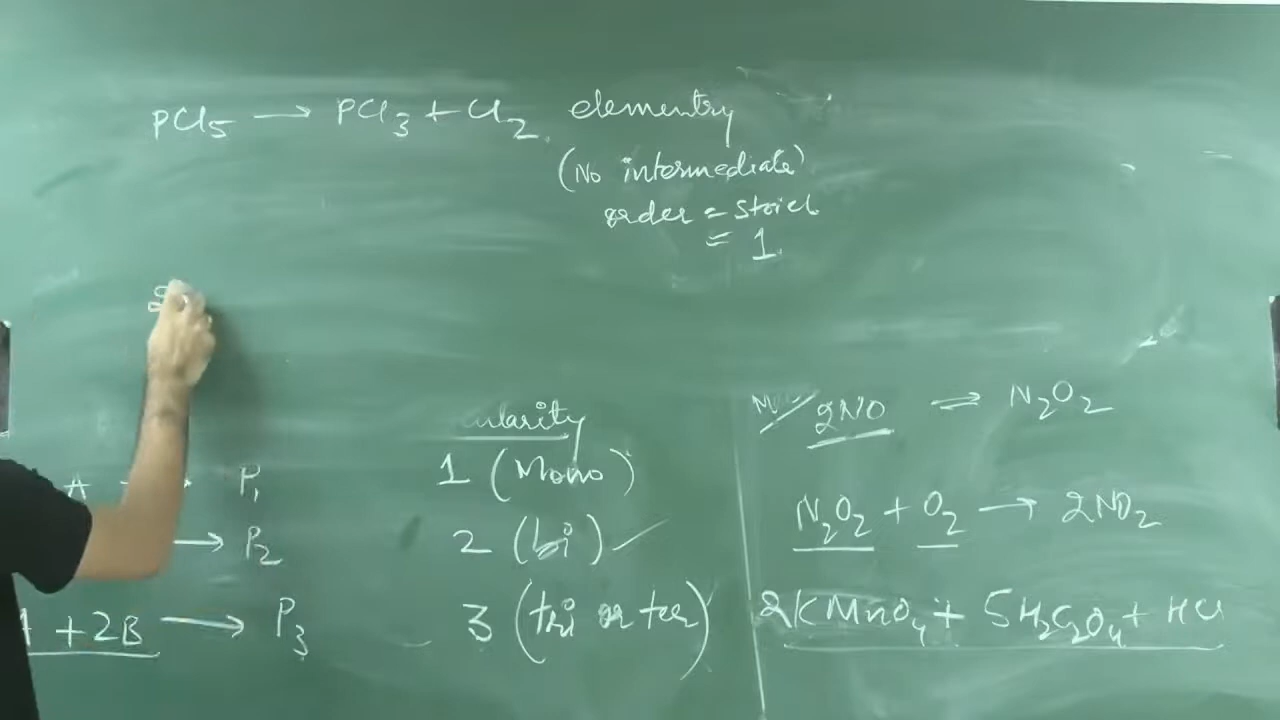 PCl5 → PCl3 + Cl2. elementry
(No intermediate)
order = stoich
= 1.
ularity
1 (Mono)
2 (bi) ✓
3 (tri or ter)
A → P1
→ P2
+ 2B → P3
2NO ⇌ N2O2
N2O2 + O2 → 2NO2
2KMnO4 + 5H2C2O4 + HCl